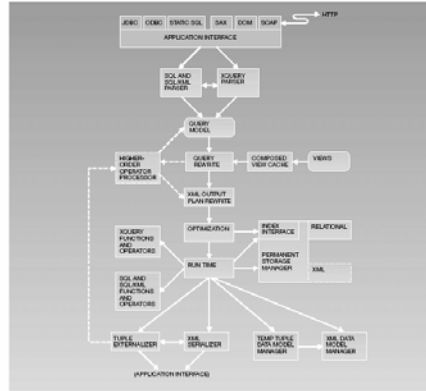 JDBC ODBC STATIC SQL SAX DOM SOAP
HTTP
APPLICATION INTERFACE
SQL AND
SQL/XML
PARSER
XQUERY
PARSER
QUERY
MODEL
HIGHER-
ORDER
OPERATOR
PROCESSOR
QUERY
REWRITE
COMPOSED
VIEW CACHE
VIEWS
XML OUTPUT
PLAN REWRITE
OPTIMIZATION
INDEX
INTERFACE
RELATIONAL
XQUERY
FUNCTIONS
AND
OPERATORS
RUN TIME
PERMANENT
STORAGE
MANAGER
XML
SQL AND
SQL/XML
FUNCTIONS AND
OPERATORS
TUPLE
EXTERNALIZER
XML
SERIALIZER
TEMP TUPLE
DATA MODEL
MANAGER
XML DATA
MODEL
MANAGER
(APPLICATION INTERFACE)